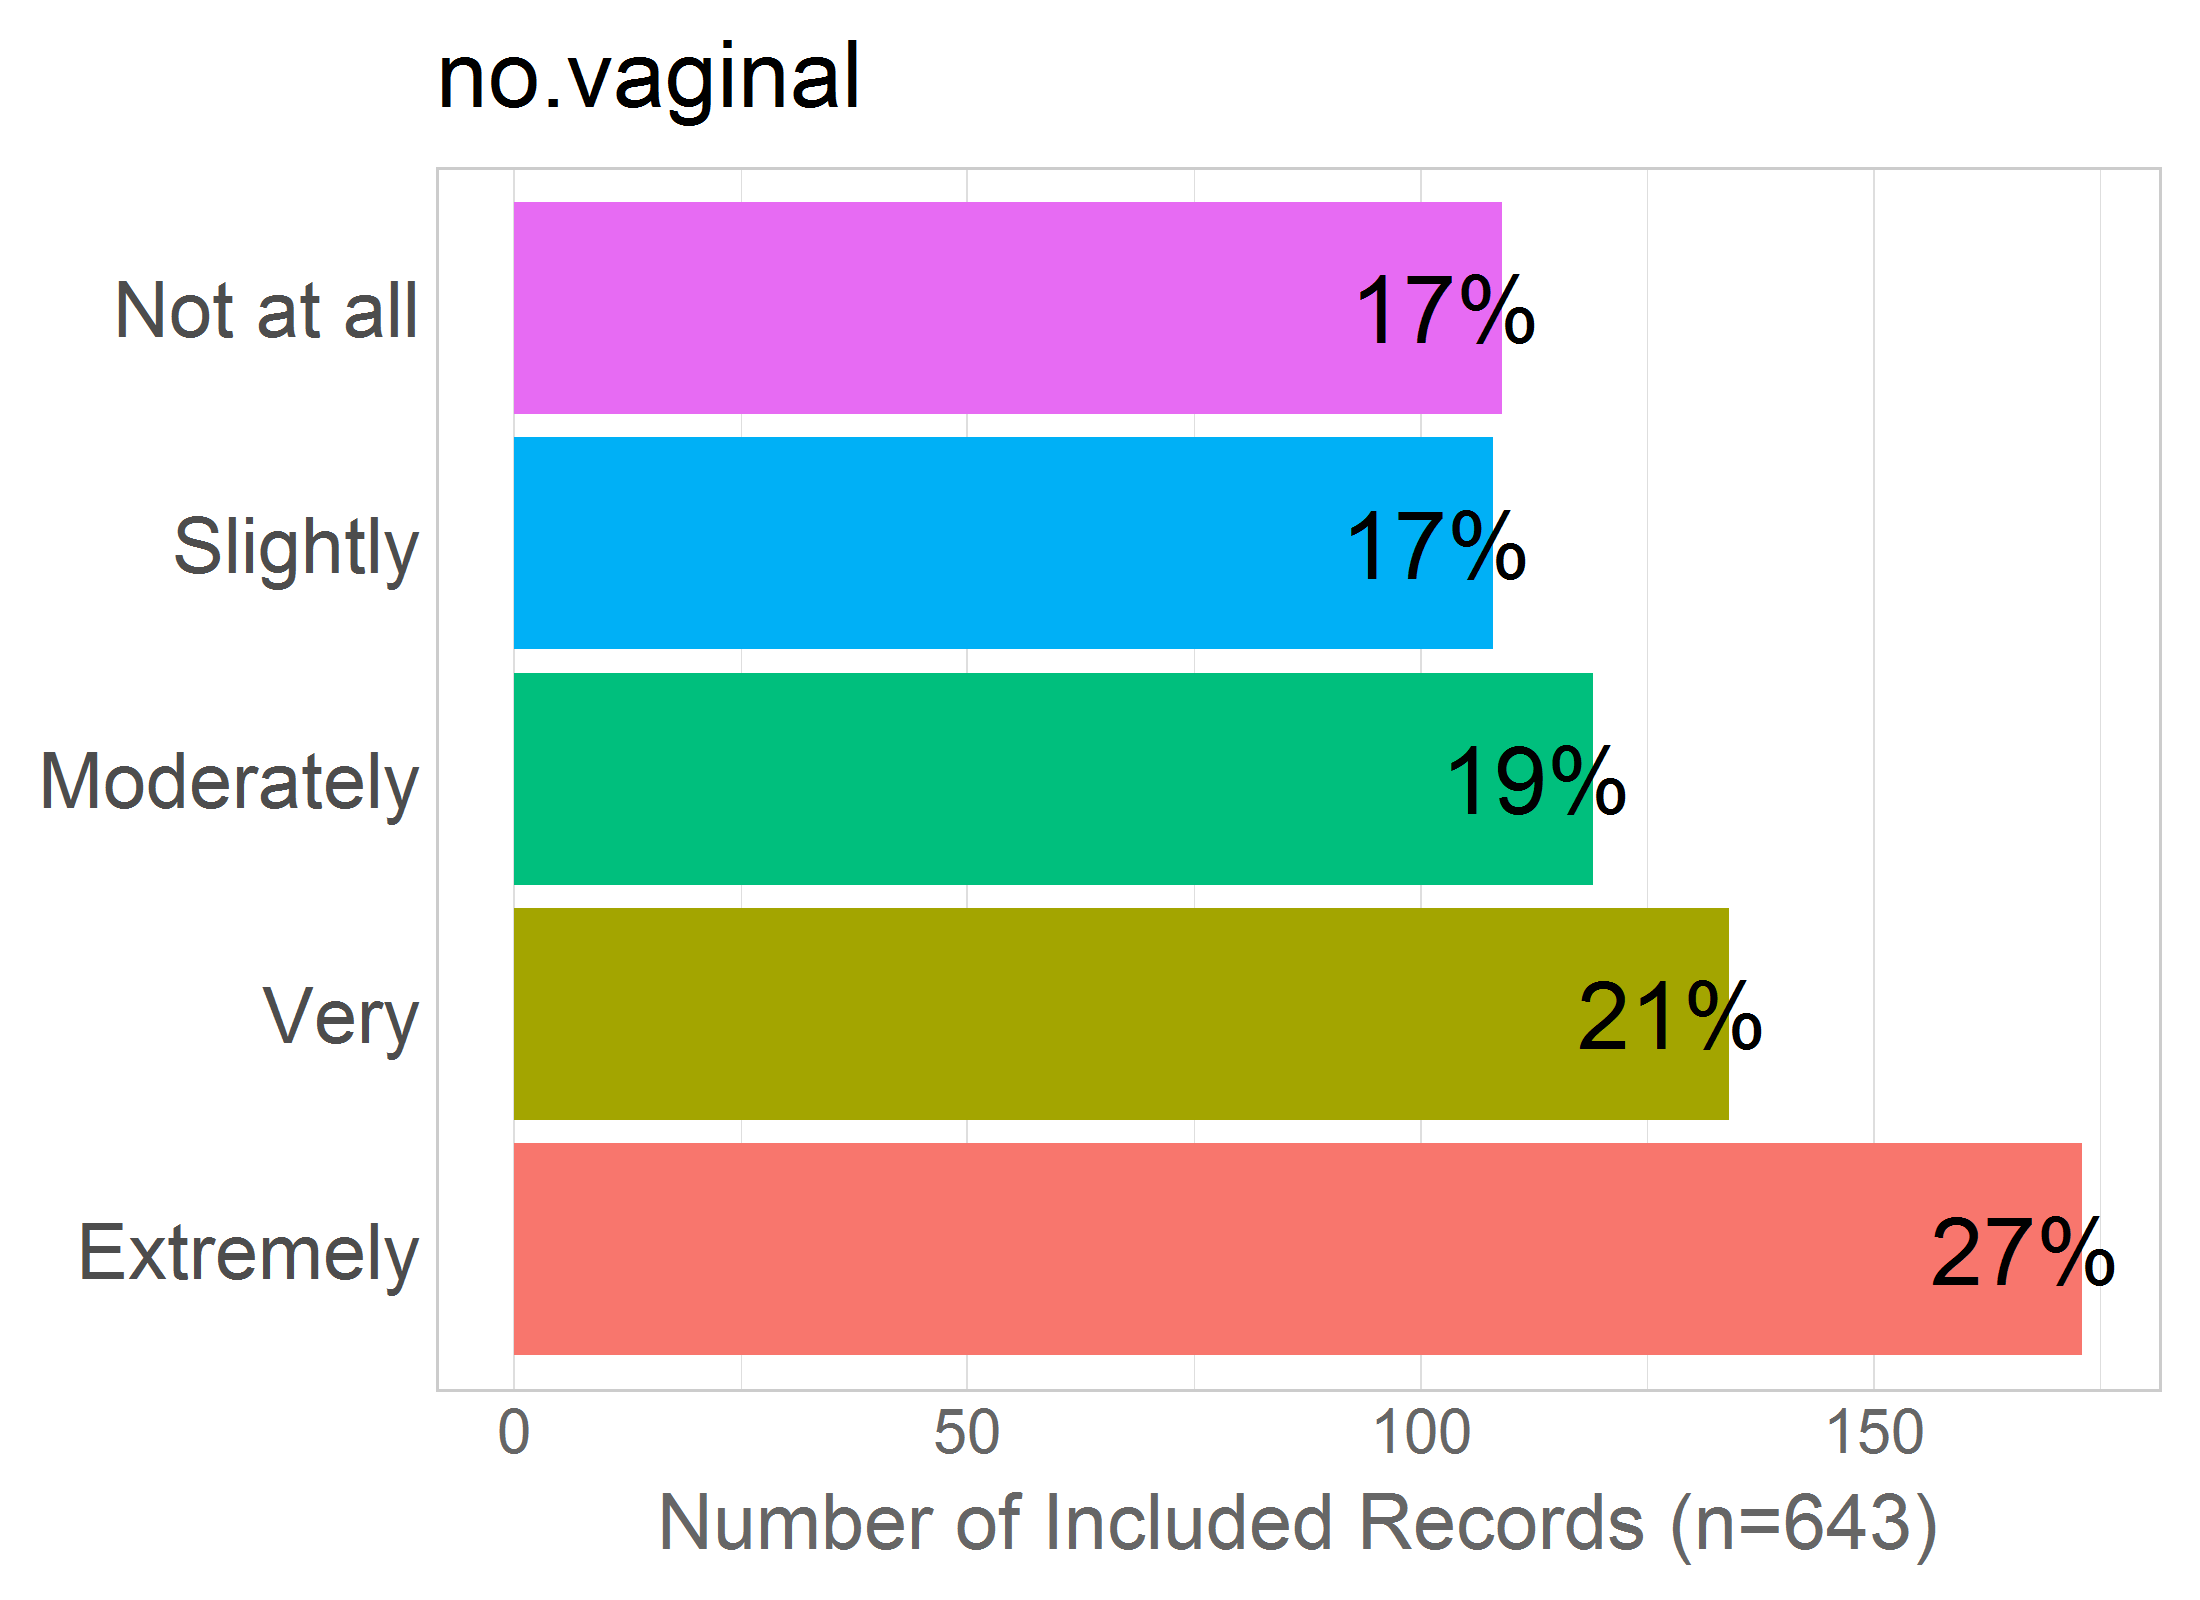 no.vaginal
Not at all 17%
Slightly 17%
Moderately 19%
Very 21%
Extremely 27%
0 50 100 150
Number of Included Records (n=643)